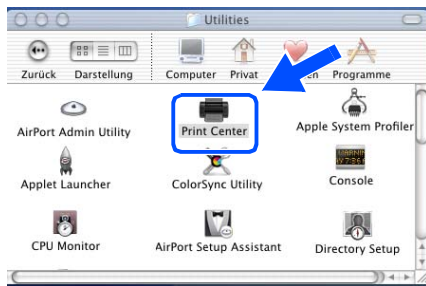 Utilities
Zurück Darstellung Computer Privat en Programme
AirPort Admin Utility Print Center Apple System Profiler
Applet Launcher ColorSync Utility Console
CPU Monitor AirPort Setup Assistant Directory Setup